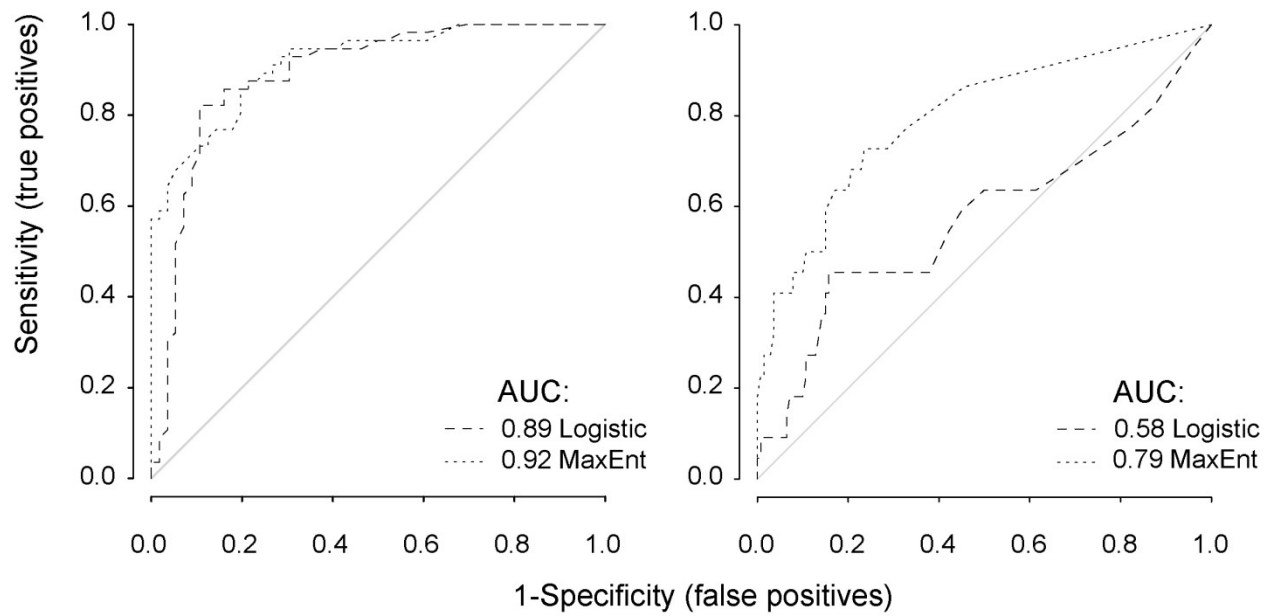 Sensitivity (true positives)
1.0
0.8
0.6
0.4
0.2
0.0
AUC:
0.89 Logistic
0.92 MaxEnt
0.0 0.2 0.4 0.6 0.8 1.0
1.0
0.8
0.6
0.4
0.2
0.0
AUC:
0.58 Logistic
0.79 MaxEnt
0.0 0.2 0.4 0.6 0.8 1.0
1-Specificity (false positives)